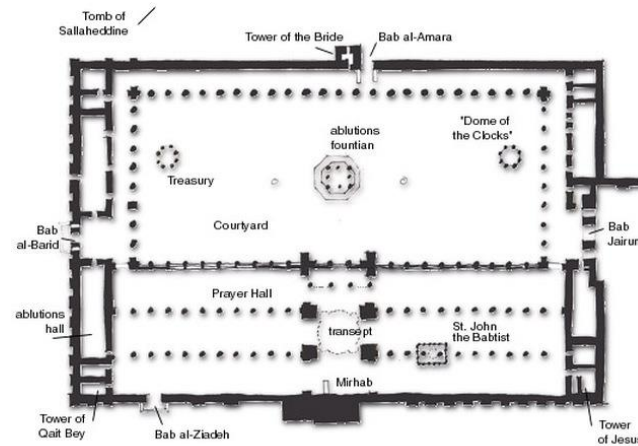 Tomb of
Sallaheddine
Tower of the Bride
Bab al-Amara
"Dome of
the Clocks"
ablutions
fountian
Treasury
Courtyard
Bab
al-Barid
Bab
Jairun
Prayer Hall
ablutions
hall
transept
St. John
the Babtist
Mirhab
Tower of
Qait Bey
Bab al-Ziadeh
Tower
of Jesus